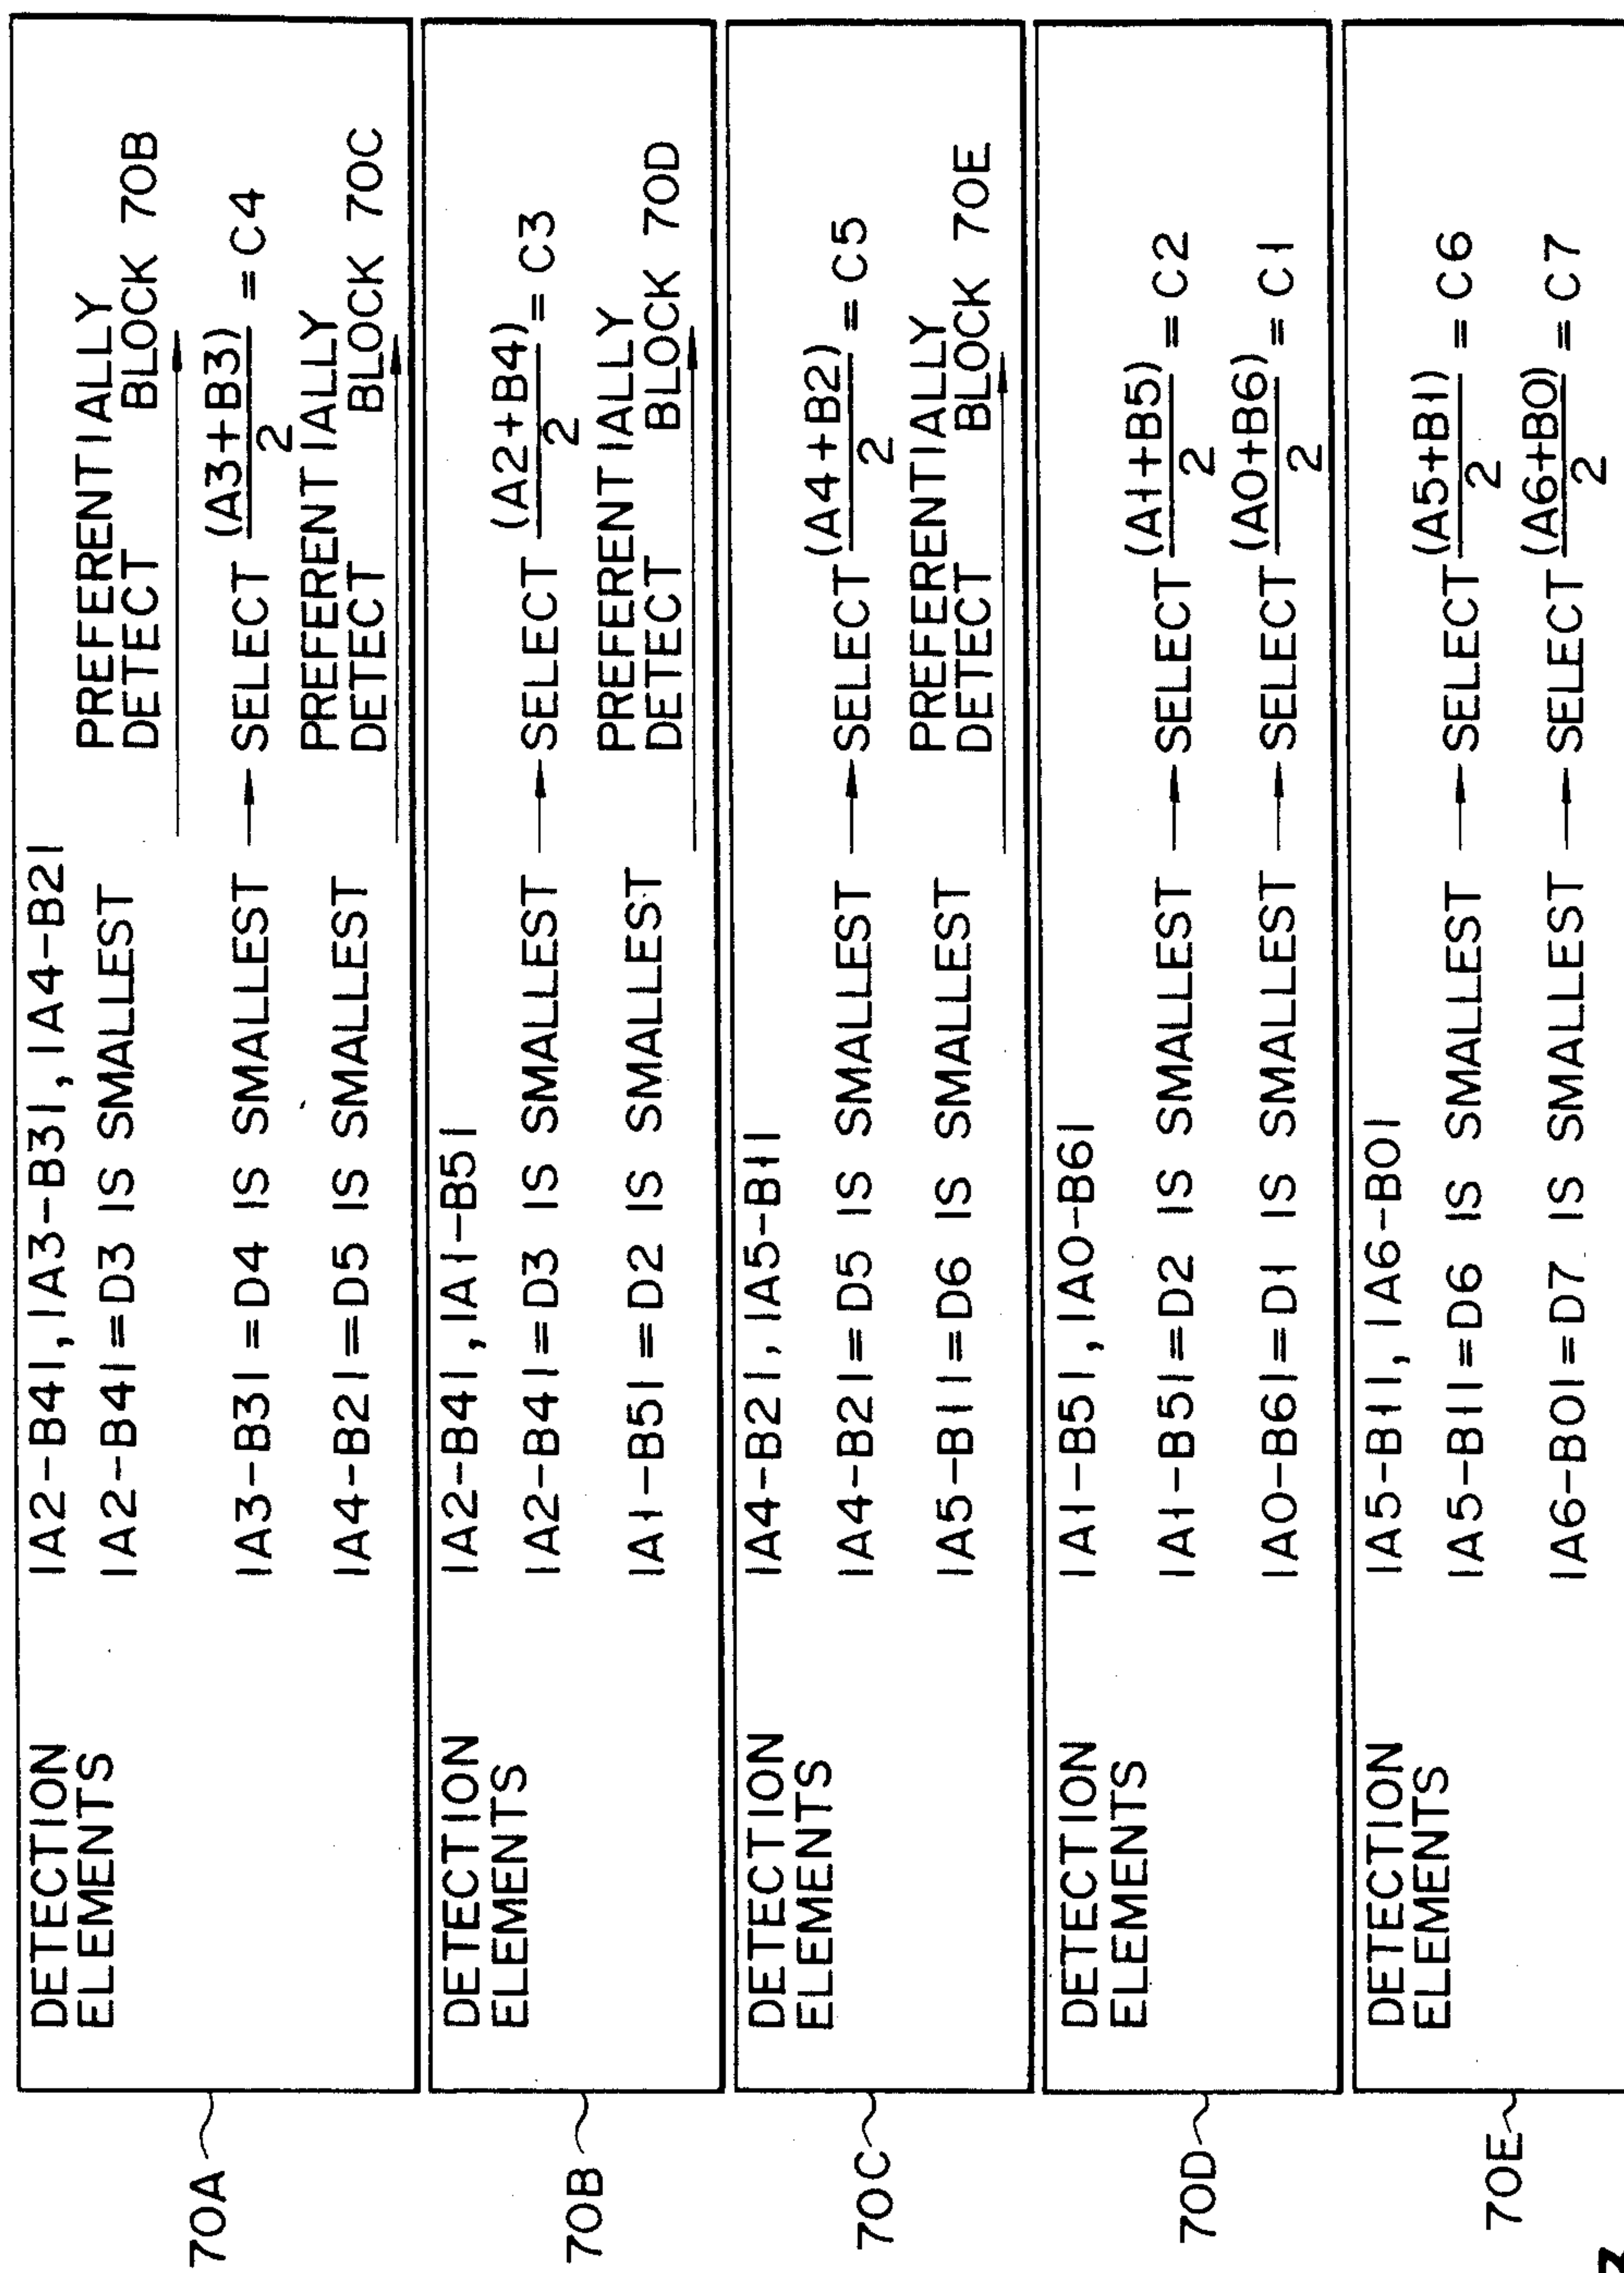 70A
DETECTION
ELEMENTS
|A2-B4|, |A3-B3|, |A4-B2|
|A2-B4|=D3 IS SMALLEST
PREFERENTIALLY
DETECT BLOCK 70B
|A3-B3|=D4 IS SMALLEST → SELECT (A3+B3)/2 = C4
|A4-B2|=D5 IS SMALLEST
PREFERENTIALLY
DETECT BLOCK 70C
70B
DETECTION
ELEMENTS
|A2-B4|, |A1-B5|
|A2-B4|=D3 IS SMALLEST → SELECT (A2+B4)/2 = C3
|A1-B5|=D2 IS SMALLEST
PREFERENTIALLY
DETECT BLOCK 70D
70C
DETECTION
ELEMENTS
|A4-B2|, |A5-B1|
|A4-B2|=D5 IS SMALLEST → SELECT (A4+B2)/2 = C5
|A5-B1|=D6 IS SMALLEST
PREFERENTIALLY
DETECT BLOCK 70E
70D
DETECTION
ELEMENTS
|A1-B5|, |A0-B6|
|A1-B5|=D2 IS SMALLEST → SELECT (A1+B5)/2 = C2
|A0-B6|=D1 IS SMALLEST → SELECT (A0+B6)/2 = C1
70E
DETECTION
ELEMENTS
|A5-B1|, |A6-B0|
|A5-B1|=D6 IS SMALLEST → SELECT (A5+B1)/2 = C6
|A6-B0|=D7 IS SMALLEST → SELECT (A6+B0)/2 = C7